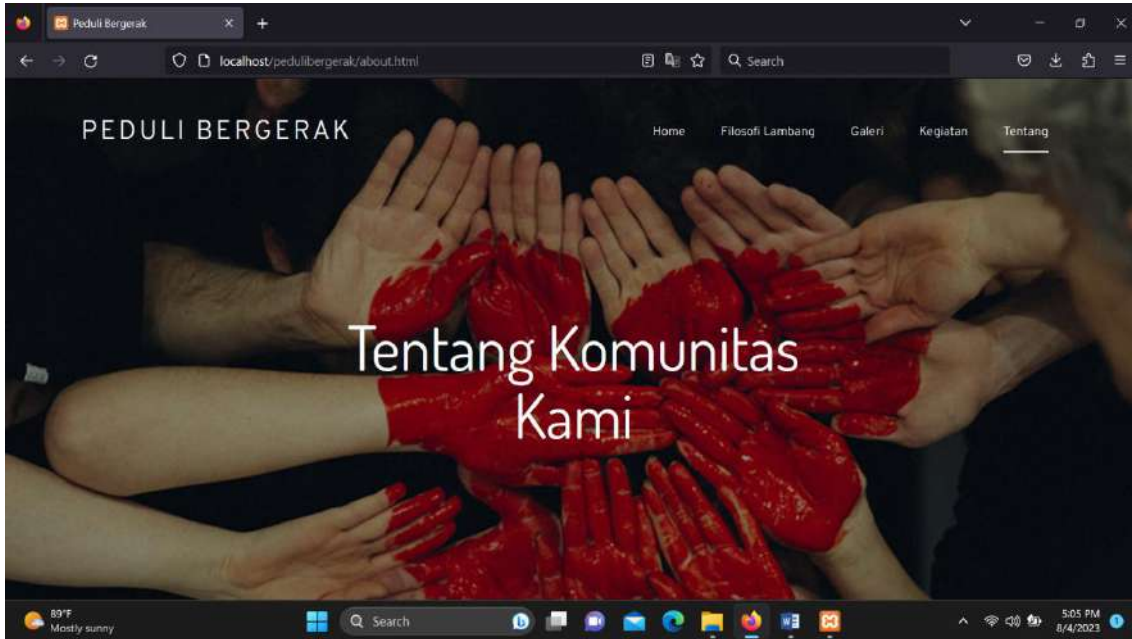 Peduli Bergerak
localhost/pedulibergerak/about.html
Search
PEDULI BERGERAK
Home Filosofi Lambang Galeri Kegiatan Tentang
Tentang Komunitas
Kami
89°F
Mostly sunny
Search
5:05 PM
8/4/2023